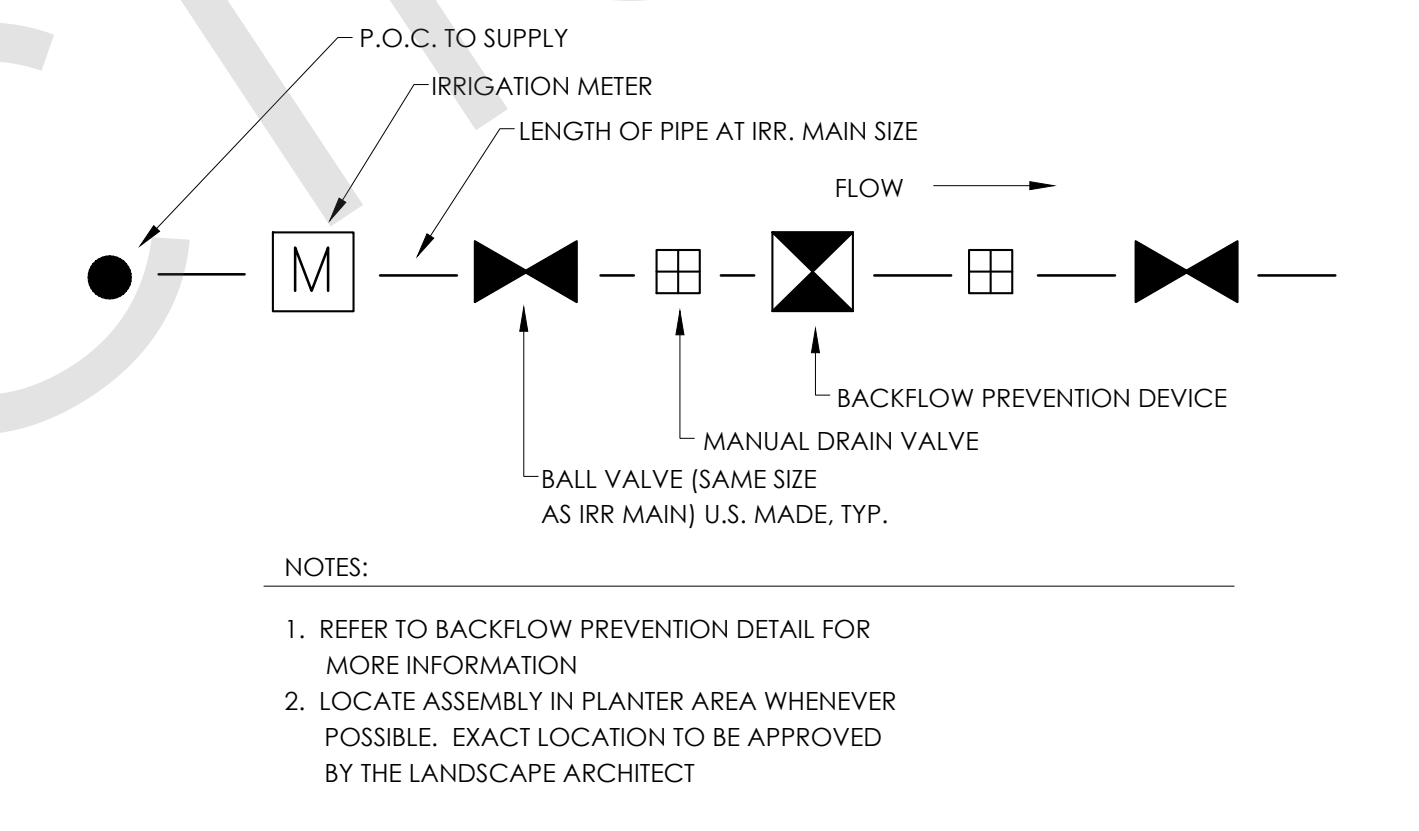 P.O.C. TO SUPPLY
IRRIGATION METER
LENGTH OF PIPE AT IRR. MAIN SIZE
FLOW
M
BACKFLOW PREVENTION DEVICE
MANUAL DRAIN VALVE
BALL VALVE (SAME SIZE
AS IRR MAIN) U.S. MADE, TYP.
NOTES:
1. REFER TO BACKFLOW PREVENTION DETAIL FOR
MORE INFORMATION
2. LOCATE ASSEMBLY IN PLANTER AREA WHENEVER
POSSIBLE. EXACT LOCATION TO BE APPROVED
BY THE LANDSCAPE ARCHITECT